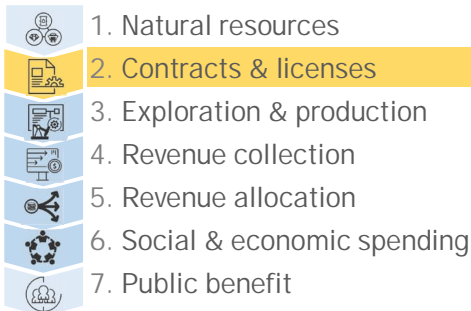 1. Natural resources
2. Contracts & licenses
3. Exploration & production
4. Revenue collection
5. Revenue allocation
6. Social & economic spending
7. Public benefit